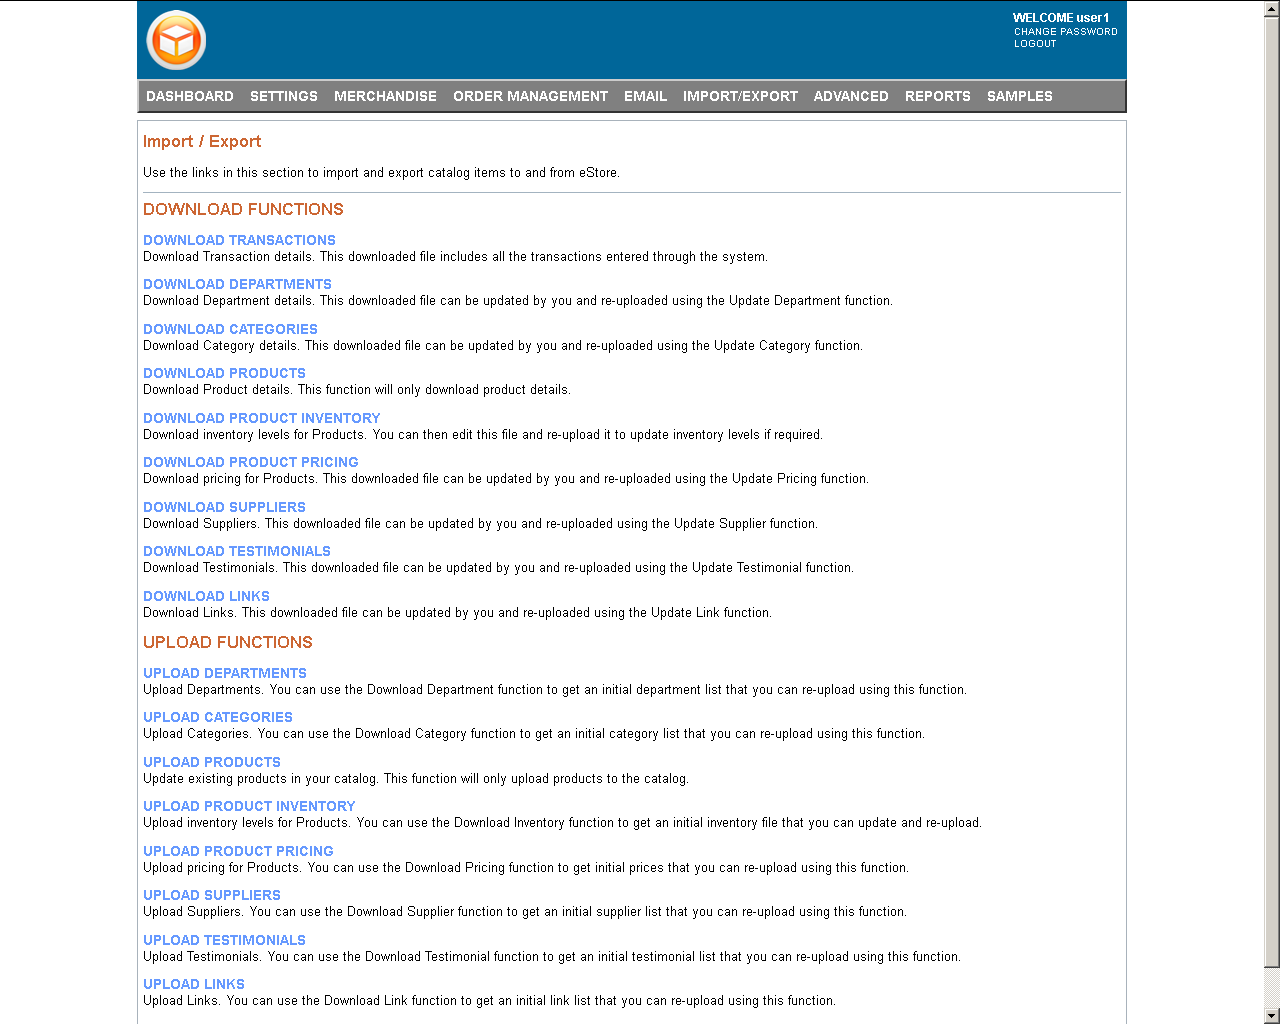 WELCOME user1
CHANGE PASSWORD
LOGOUT
DASHBOARD SETTINGS MERCHANDISE ORDER MANAGEMENT EMAIL IMPORT/EXPORT ADVANCED REPORTS SAMPLES
Import / Export
Use the links in this section to import and export catalog items to and from eStore.
DOWNLOAD FUNCTIONS
DOWNLOAD TRANSACTIONS
Download Transaction details. This downloaded file includes all the transactions entered through the system.
DOWNLOAD DEPARTMENTS
Download Department details. This downloaded file can be updated by you and re-uploaded using the Update Department function.
DOWNLOAD CATEGORIES
Download Category details. This downloaded file can be updated by you and re-uploaded using the Update Category function.
DOWNLOAD PRODUCTS
Download Product details. This function will only download product details.
DOWNLOAD PRODUCT INVENTORY
Download inventory levels for Products. You can then edit this file and re-upload it to update inventory levels if required.
DOWNLOAD PRODUCT PRICING
Download pricing for Products. This downloaded file can be updated by you and re-uploaded using the Update Pricing function.
DOWNLOAD SUPPLIERS
Download Suppliers. This downloaded file can be updated by you and re-uploaded using the Update Supplier function.
DOWNLOAD TESTIMONIALS
Download Testimonials. This downloaded file can be updated by you and re-uploaded using the Update Testimonial function.
DOWNLOAD LINKS
Download Links. This downloaded file can be updated by you and re-uploaded using the Update Link function.
UPLOAD FUNCTIONS
UPLOAD DEPARTMENTS
Upload Departments. You can use the Download Department function to get an initial department list that you can re-upload using this function.
UPLOAD CATEGORIES
Upload Categories. You can use the Download Category function to get an initial category list that you can re-upload using this function.
UPLOAD PRODUCTS
Update existing products in your catalog. This function will only upload products to the catalog.
UPLOAD PRODUCT INVENTORY
Upload inventory levels for Products. You can use the Download Inventory function to get an initial inventory file that you can update and re-upload.
UPLOAD PRODUCT PRICING
Upload pricing for Products. You can use the Download Pricing function to get initial prices that you can re-upload using this function.
UPLOAD SUPPLIERS
Upload Suppliers. You can use the Download Supplier function to get an initial supplier list that you can re-upload using this function.
UPLOAD TESTIMONIALS
Upload Testimonials. You can use the Download Testimonial function to get an initial testimonial list that you can re-upload using this function.
UPLOAD LINKS
Upload Links. You can use the Download Link function to get an initial link list that you can re-upload using this function.